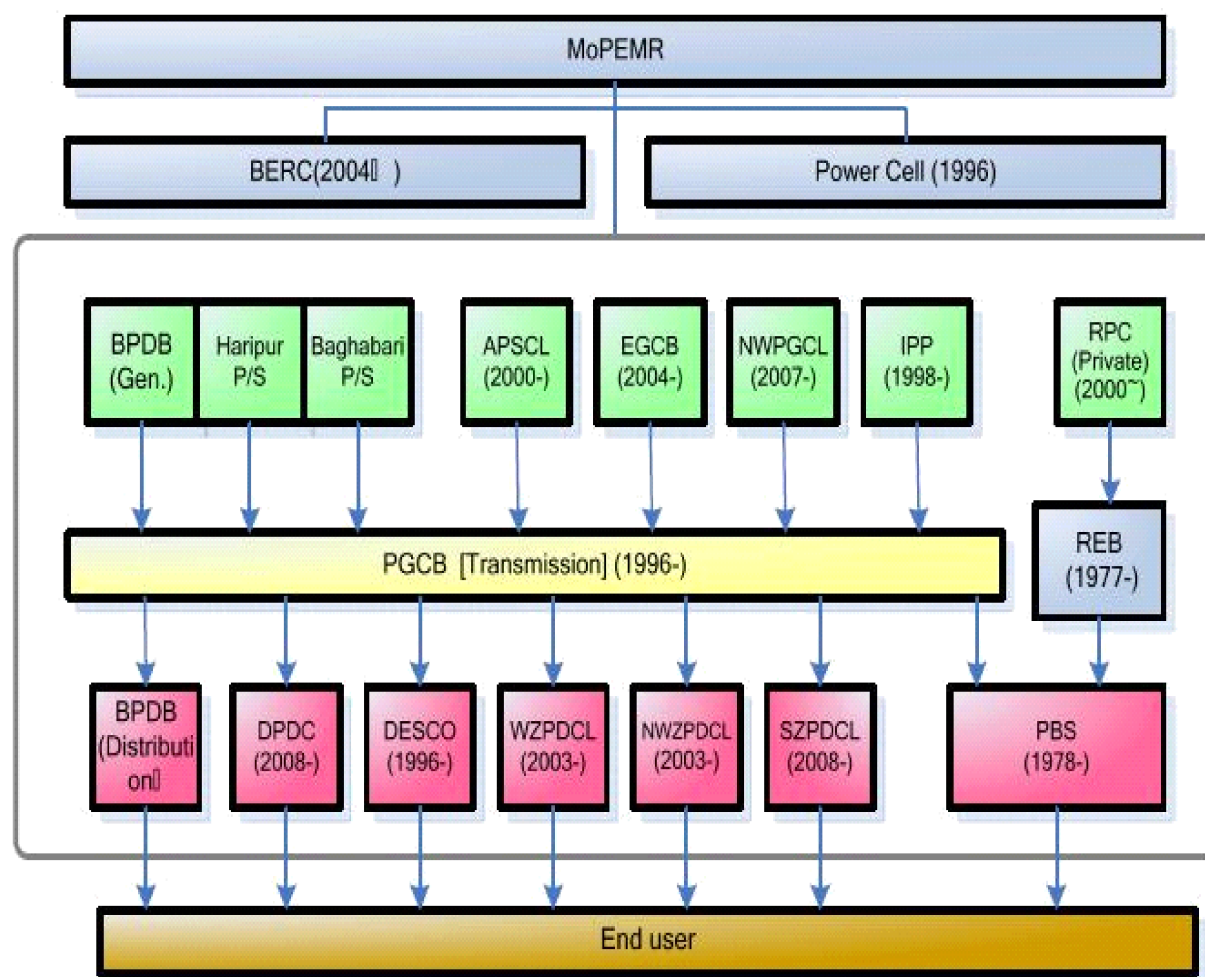 MoPEMR
BERC(2004▯ )
Power Cell (1996)
BPDB
(Gen.)
Haripur
P/S
Baghabari
P/S
APSCL
(2000-)
EGCB
(2004-)
NWPGCL
(2007-)
IPP
(1998-)
RPC
(Private)
(2000~)
PGCB [Transmission] (1996-)
REB
(1977-)
BPDB
(Distributi
on▯
DPDC
(2008-)
DESCO
(1996-)
WZPDCL
(2003-)
NWZPDCL
(2003-)
SZPDCL
(2008-)
PBS
(1978-)
End user